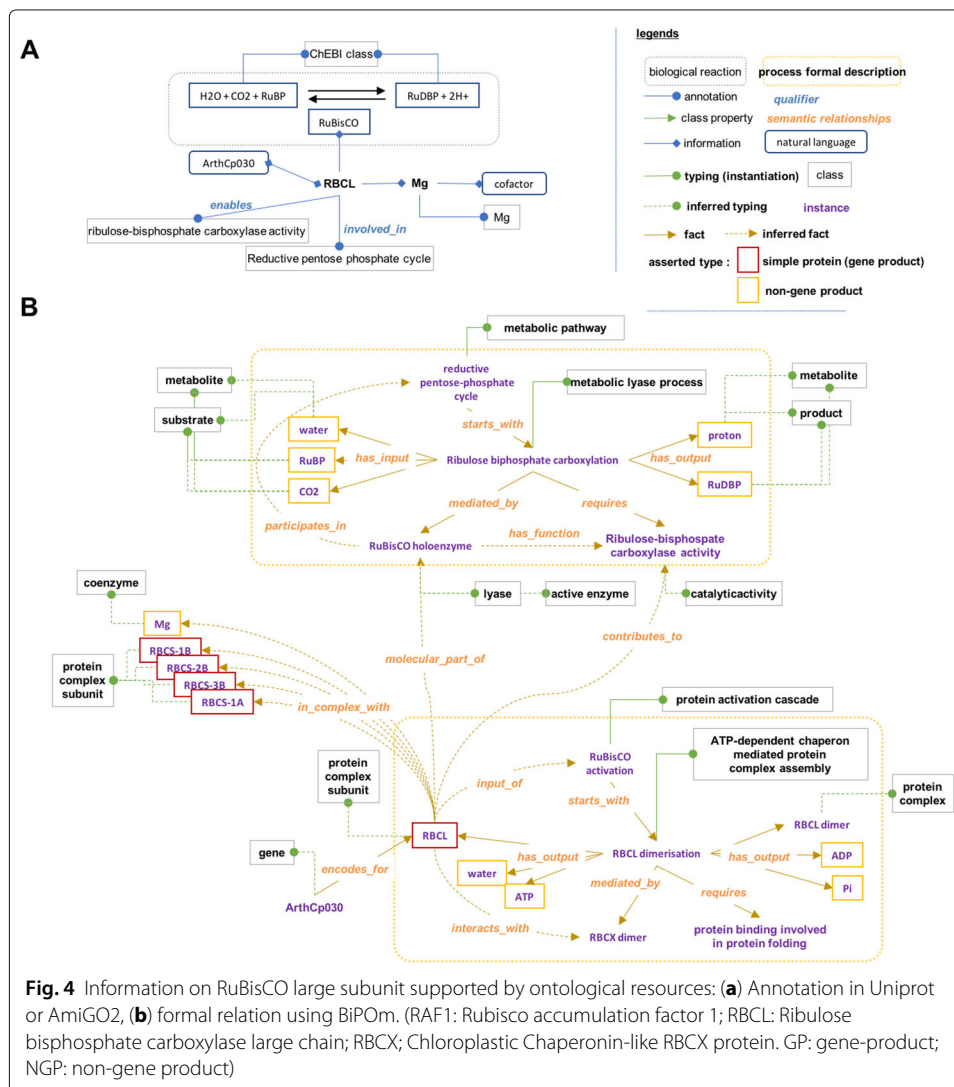 A
ChEBI class
H2O + CO2 + RuBP
RuDBP + 2H+
RuBisCO
ArthCp030
RBCL
Mg
cofactor
enables
Mg
ribulose-bisphosphate carboxylase activity
involved_in
Reductive pentose phosphate cycle
legends
biological reaction
process formal description
annotation
qualifier
class property
semantic relationships
information
natural language
typing (instantiation)
class
inferred typing
instance
fact
inferred fact
asserted type :
simple protein (gene product)
non-gene product
B
metabolic pathway
reductive
pentose-phosphate
cycle
metabolic lyase process
metabolite
substrate
metabolite
product
starts_with
water
RuBP
CO2
has_input
Ribulose biphosphate carboxylation
has_output
proton
RuDBP
mediated_by
requires
participates_in
has_function
RuBisCO holoenzyme
Ribulose-bisphospate
carboxylase activity
lyase
active enzyme
catalyticactivity
coenzyme
Mg
RBCS-1B
RBCS-2B
RBCS-3B
RBCS-1A
protein
complex
subunit
contributes_to
molecular_part_of
in_complex_with
protein activation cascade
RuBisCO
activation
ATP-dependent chaperon
mediated protein
complex assembly
protein
complex
subunit
input_of
starts_with
protein
complex
RBCL dimer
gene
RBCL
encodes_for
has_output
RBCL dimerisation
has_output
ADP
water
ATP
mediated_by
requires
Pi
ArthCp030
interacts_with
RBCX dimer
protein binding involved
in protein folding
Fig. 4 Information on RuBisCO large subunit supported by ontological resources: (a) Annotation in Uniprot
or AmiGO2, (b) formal relation using BiPOm. (RAF1: Rubisco accumulation factor 1; RBCL: Ribulose
bisphosphate carboxylase large chain; RBCX; Chloroplastic Chaperonin-like RBCX protein. GP: gene-product;
NGP: non-gene product)